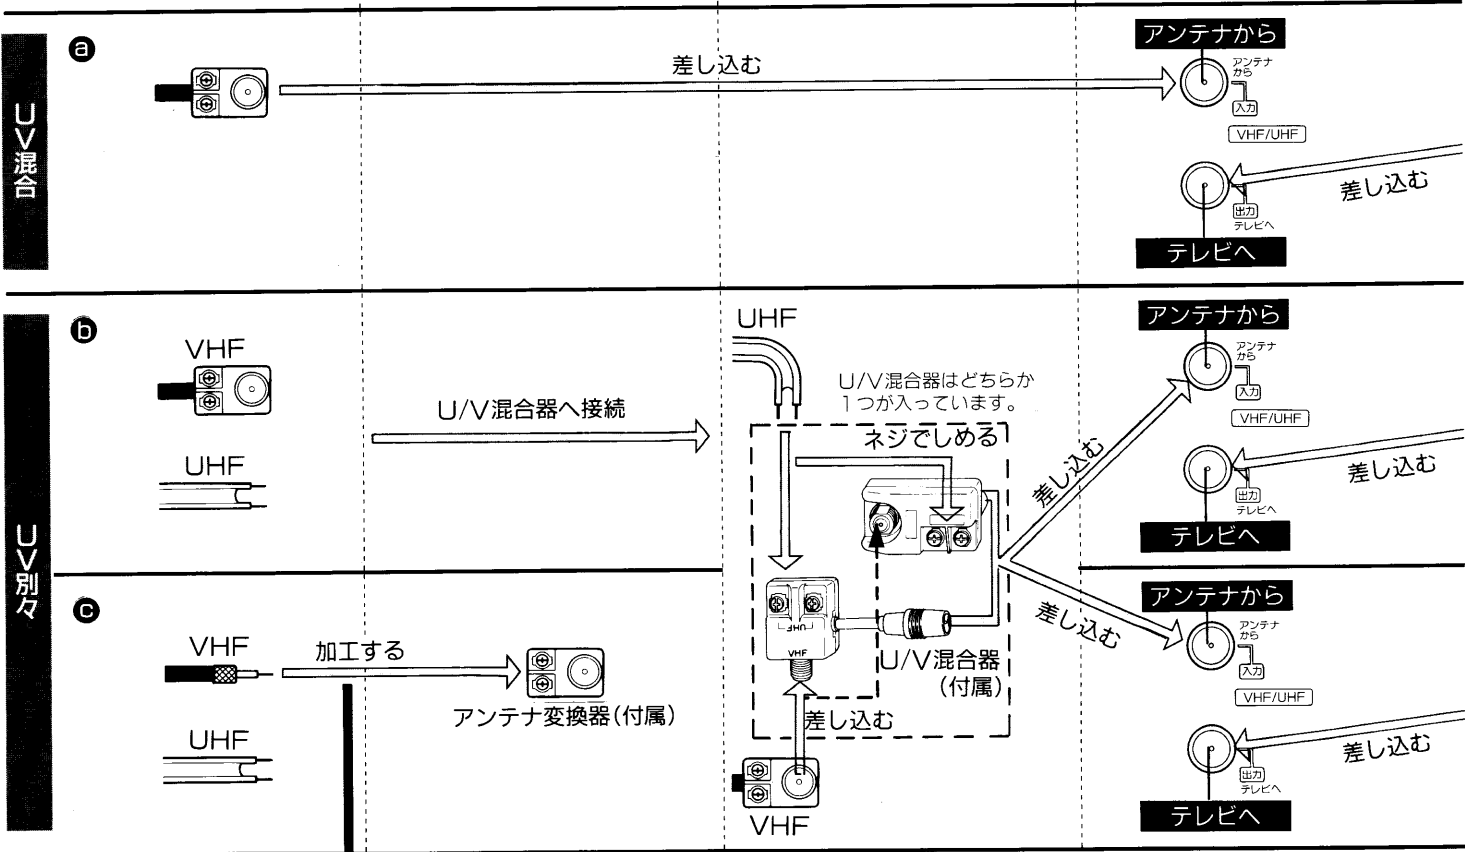 UV混合
ⓐ
差し込む
アンテナから
アンテナ
から
入力
VHF/UHF
差し込む
出力
テレビへ
テレビへ
UV別々
ⓑ
VHF
UHF
U/V混合器へ接続
UHF
U/V混合器はどちらか
1つが入っています。
ネジでしめる
差し込む
アンテナから
アンテナ
から
入力
VHF/UHF
差し込む
出力
テレビへ
テレビへ
ⓒ
VHF
加工する
アンテナ変換器(付属)
UHF
UHF
VHF
U/V混合器
(付属)
差し込む
VHF
差し込む
アンテナから
アンテナ
から
入力
VHF/UHF
差し込む
出力
テレビへ
テレビへ